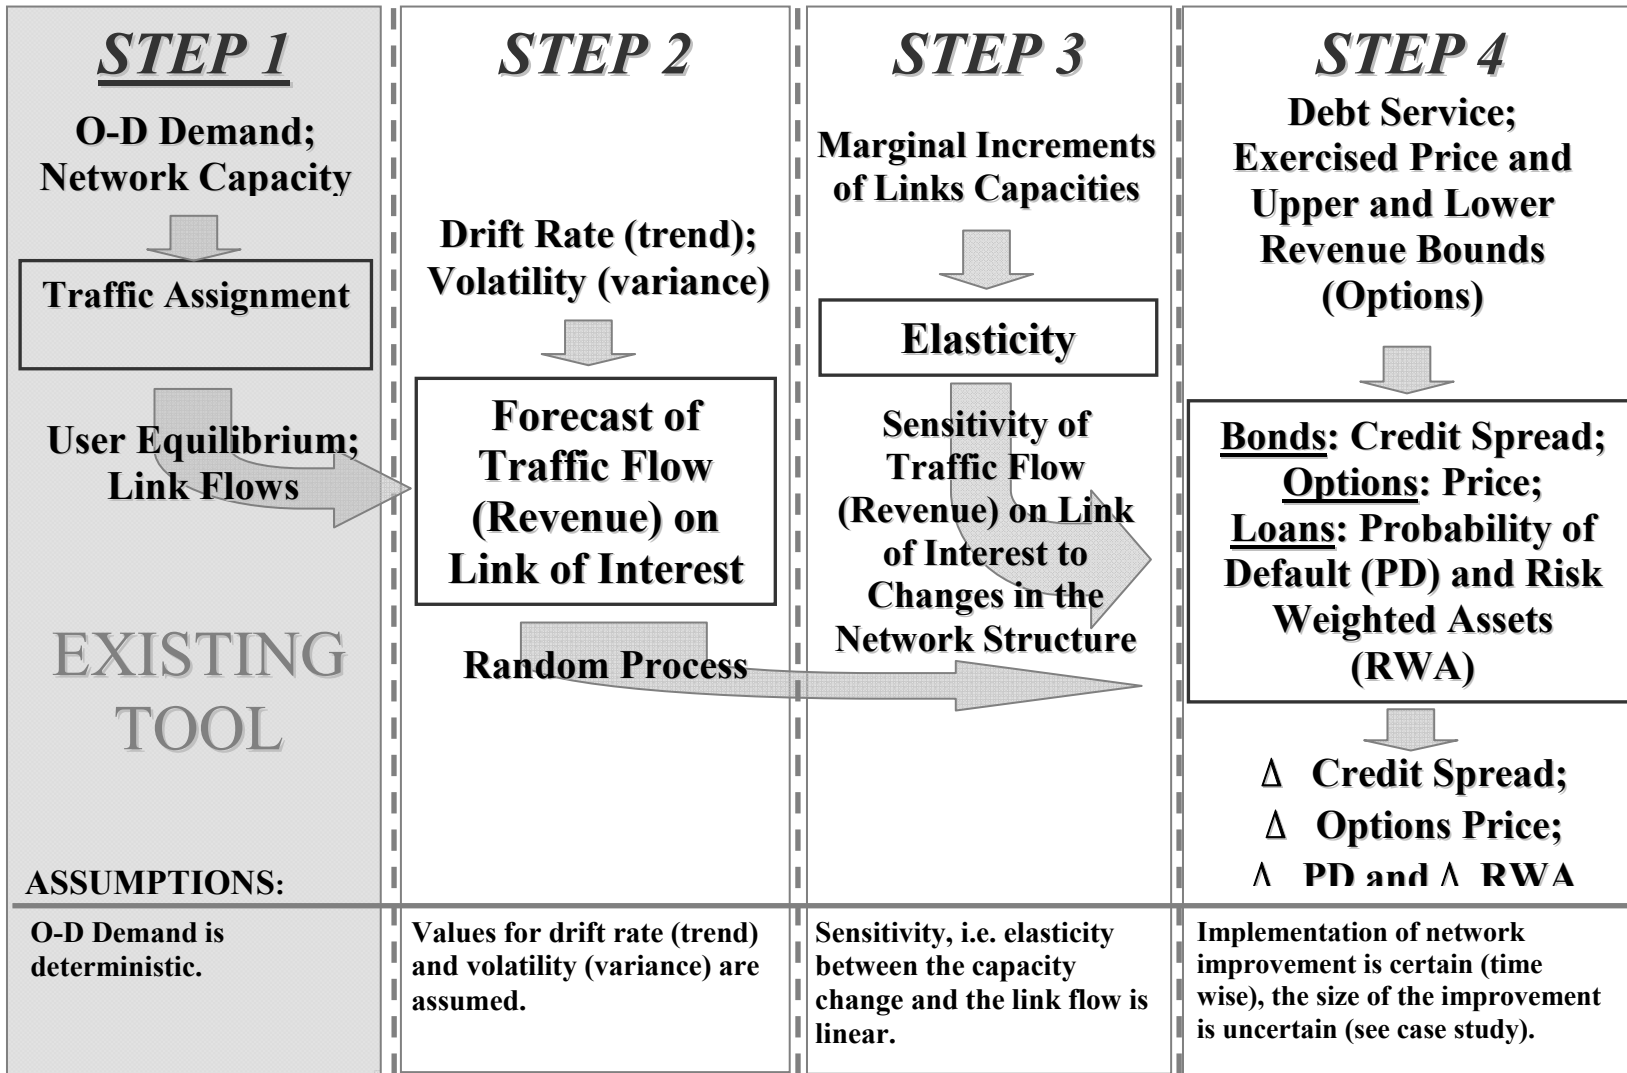 STEP 1
O-D Demand;
Network Capacity
Traffic Assignment
User Equilibrium;
Link Flows
EXISTING
TOOL
ASSUMPTIONS:
O-D Demand is
deterministic.
STEP 2
Drift Rate (trend);
Volatility (variance)
Forecast of
Traffic Flow
(Revenue) on
Link of Interest
Random Process
Values for drift rate (trend)
and volatility (variance) are
assumed.
STEP 3
Marginal Increments
of Links Capacities
Elasticity
Sensitivity of
Traffic Flow
(Revenue) on Link
of Interest to
Changes in the
Network Structure
Sensitivity, i.e. elasticity
between the capacity
change and the link flow is
linear.
STEP 4
Debt Service;
Exercised Price and
Upper and Lower
Revenue Bounds
(Options)
Bonds: Credit Spread;
Options: Price;
Loans: Probability of
Default (PD) and Risk
Weighted Assets
(RWA)
Δ Credit Spread;
Δ Options Price;
Δ PD and Δ RWA
Implementation of network
improvement is certain (time
wise), the size of the improvement
is uncertain (see case study).